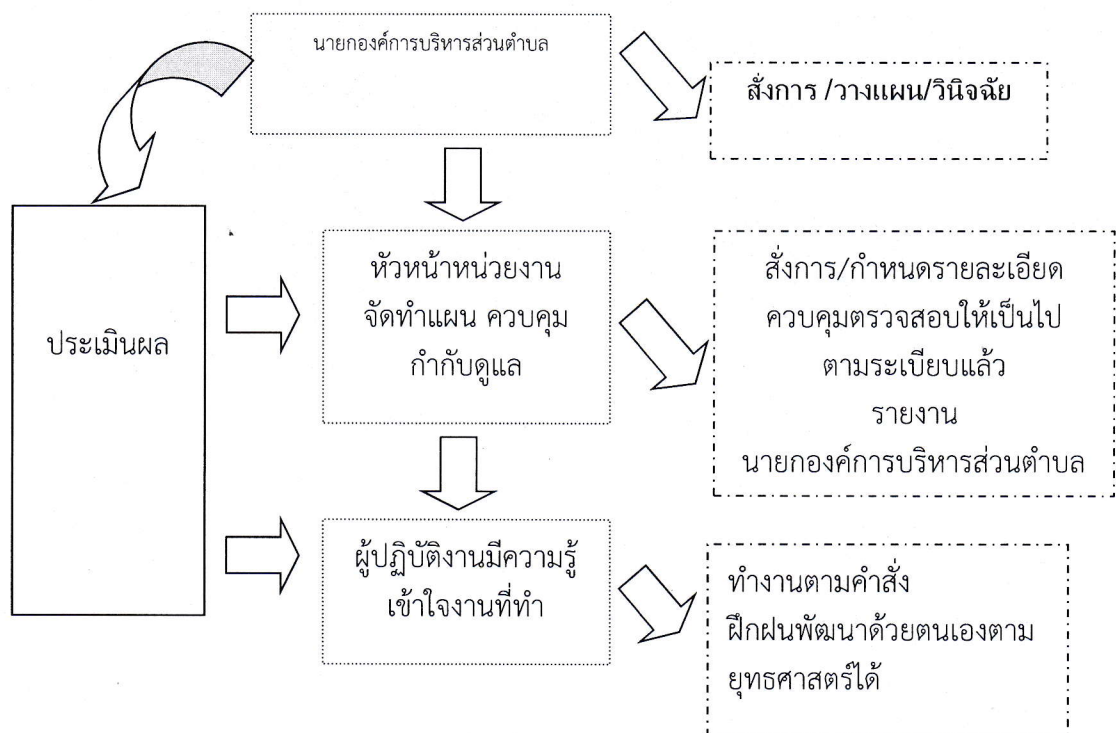 นายกองค์การบริหารส่วนตำบล
สั่งการ /วางแผน/วินิจฉัย
ประเมินผล
หัวหน้าหน่วยงาน
จัดทำแผน ควบคุม
กำกับดูแล
สั่งการ/กำหนดรายละเอียด
ควบคุมตรวจสอบให้เป็นไป
ตามระเบียบแล้ว
รายงาน
นายกองค์การบริหารส่วนตำบล
ผู้ปฏิบัติงานมีความรู้
เข้าใจงานที่ทำ
ทำงานตามคำสั่ง
ฝึกฝนพัฒนาด้วยตนเองตาม
ยุทธศาสตร์ได้